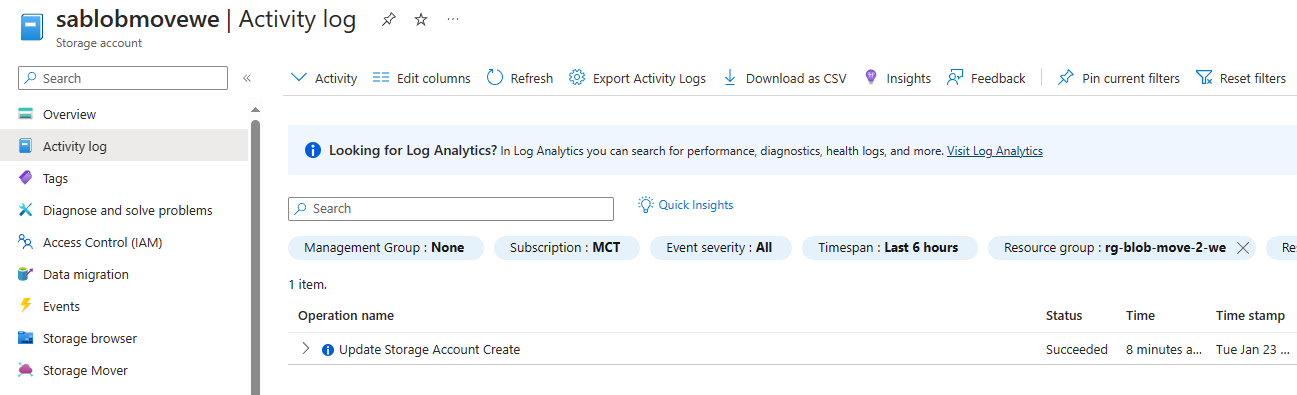 sablobmovewe | Activity log
Storage account
Search
Overview
Activity log
Tags
Diagnose and solve problems
Access Control (IAM)
Data migration
Events
Storage browser
Storage Mover
Activity Edit columns Refresh Export Activity Logs Download as CSV Insights Feedback Pin current filters Reset filters
Looking for Log Analytics? In Log Analytics you can search for performance, diagnostics, health logs, and more. Visit Log Analytics
Search Quick Insights
Management Group : None Subscription : MCT Event severity : All Timespan : Last 6 hours Resource group : rg-blob-move-2-we Re
1 item.
Operation name Status Time Time stamp
Update Storage Account Create Succeeded 8 minutes a... Tue Jan 23 ...